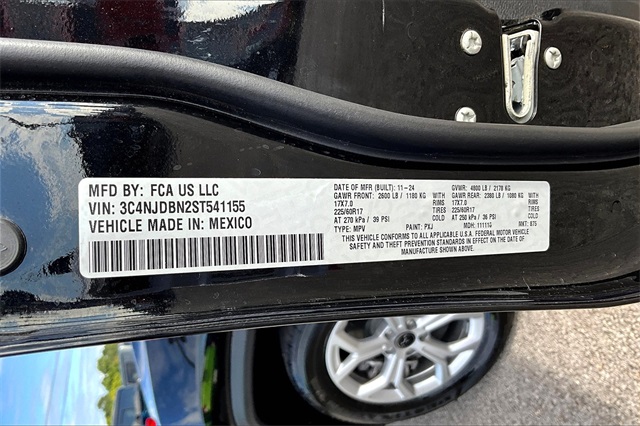 MFD BY: FCA US LLC
VIN: 3C4NJDBN2ST541155
VEHICLE MADE IN: MEXICO
DATE OF MFR (BUILT): 11-24 GVWR: 4800 LB / 2178 KG
GAWR FRONT: 2600 LB / 1180 KG GAWR REAR: 2380 LB / 1080 KG
17X7.0 RIMS 17X7.0 RIMS
225/60R17 TIRES 225/60R17 TIRES
AT 270 kPa / 39 PSI COLD AT 250 kPa / 36 PSI COLD
TYPE: MPV PAINT: PXJ MDH: MXT: 675
THIS VEHICLE CONFORMS TO ALL APPLICABLE U.S.A. FEDERAL MOTOR VEHICLE
SAFETY AND THEFT PREVENTION STANDARDS IN EFFECT ON THE DATE OF
MANUFACTURE SHOWN ABOVE.